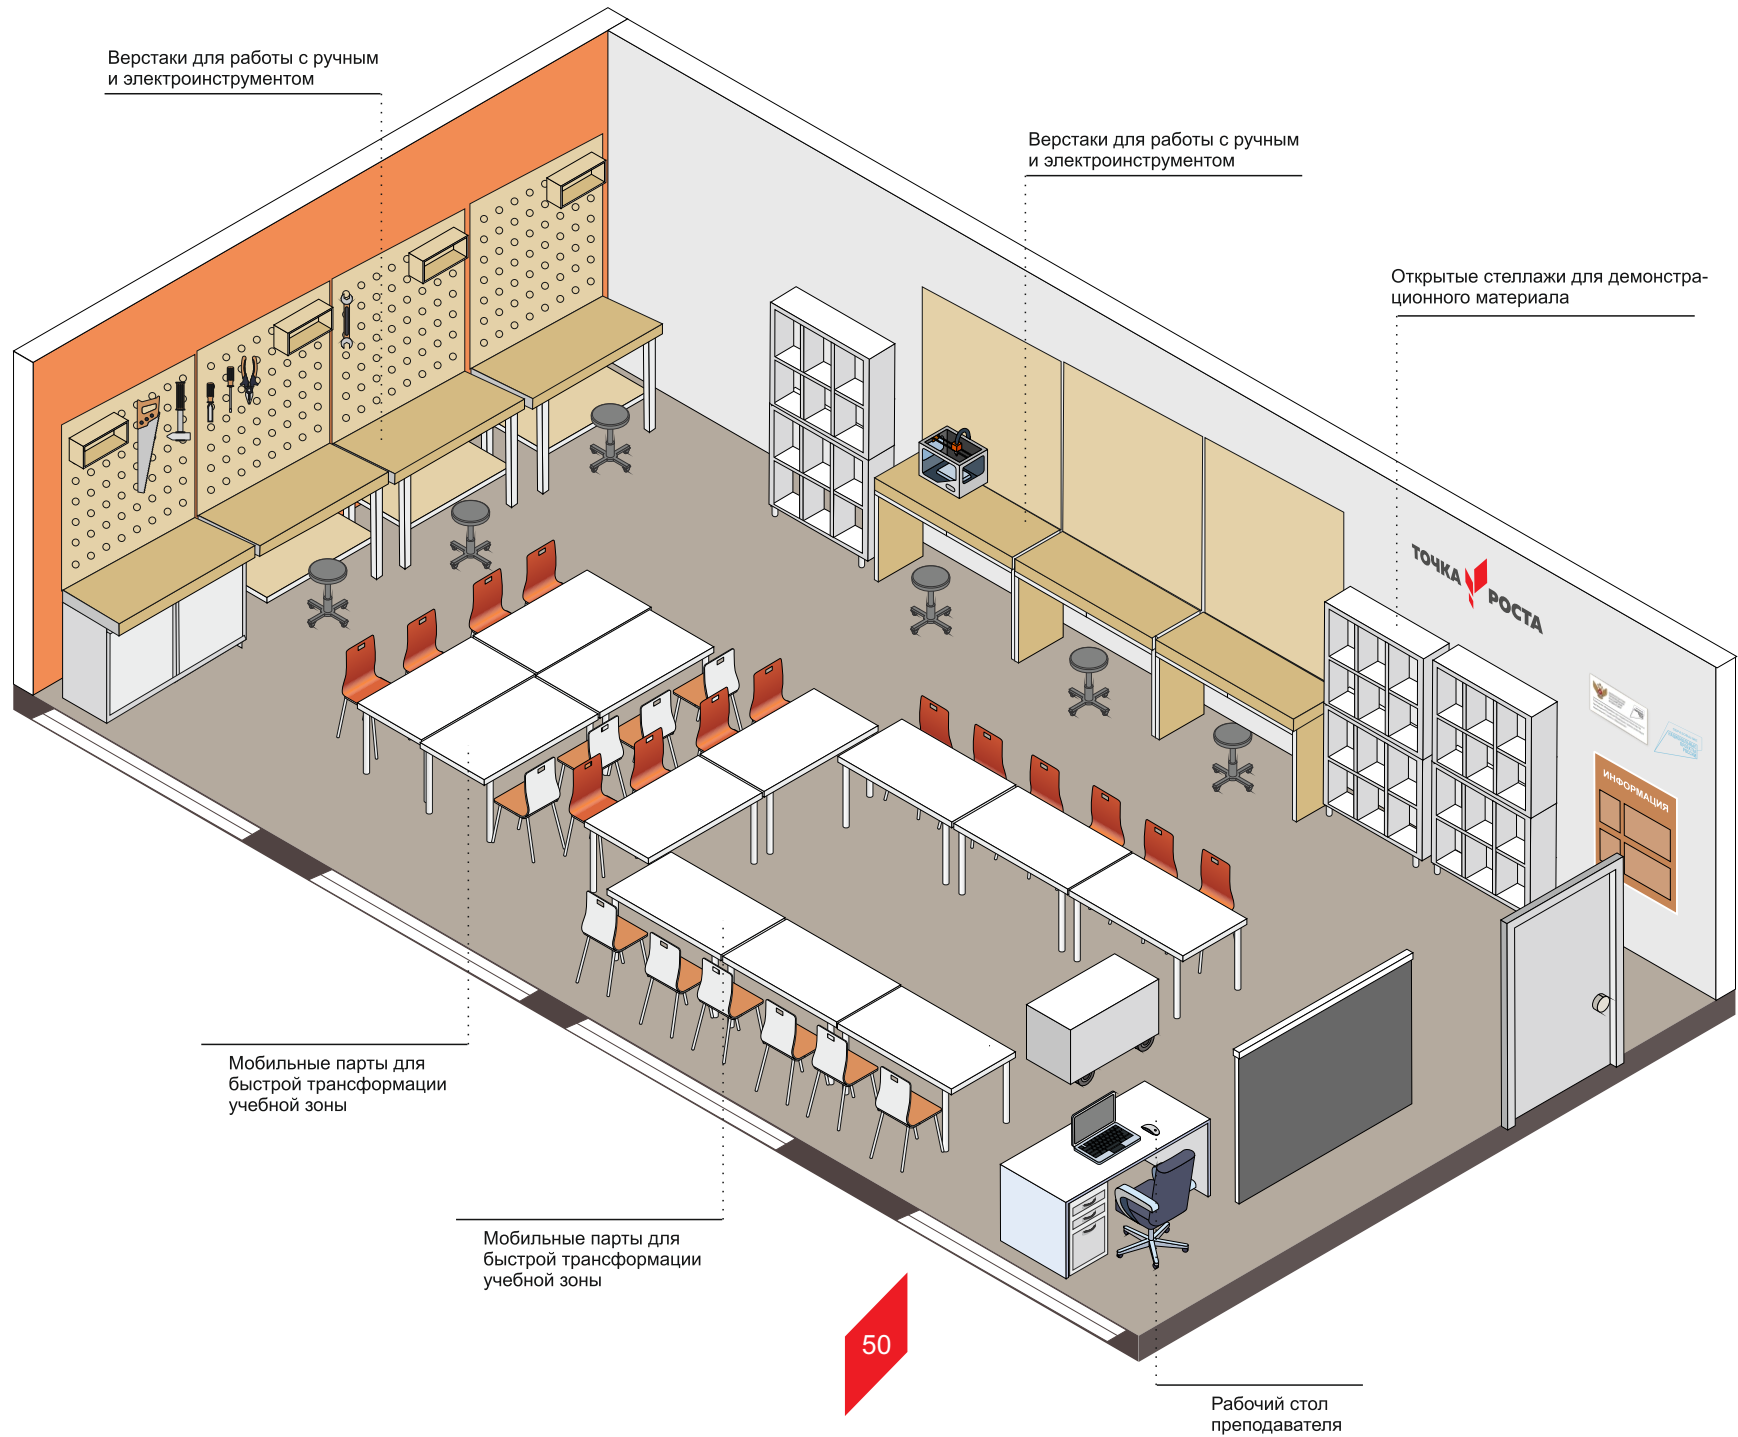 Верстаки для работы с ручным
и электроинструментом
Верстаки для работы с ручным
и электроинструментом
Открытые стеллажи для демонстра-
ционного материала
ТОЧКА
РОСТА
ИНФОРМАЦИЯ
Мобильные парты для
быстрой трансформации
учебной зоны
Мобильные парты для
быстрой трансформации
учебной зоны
50
Рабочий стол
преподавателя